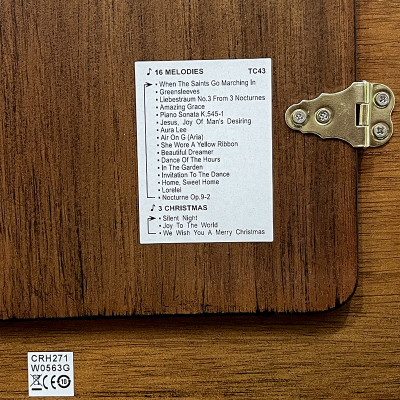 ♪ 16 MELODIES TC43
• When The Saints Go Marching In
• Greensleeves
• Liebestraum No.3 From 3 Nocturnes
• Amazing Grace
• Piano Sonata K.545-1
• Jesus, Joy Of Man's Desiring
• Aura Lee
• Air On G (Aria)
• She Wore A Yellow Ribbon
• Beautiful Dreamer
• Dance Of The Hours
• In The Garden
• Invitation To The Dance
• Home, Sweet Home
• Lorelei
• Nocturne Op.9-2
♪ 3 CHRISTMAS
• Silent Night
• Joy To The World
• We Wish You A Merry Christmas
CRH271
W0563G
CE 10